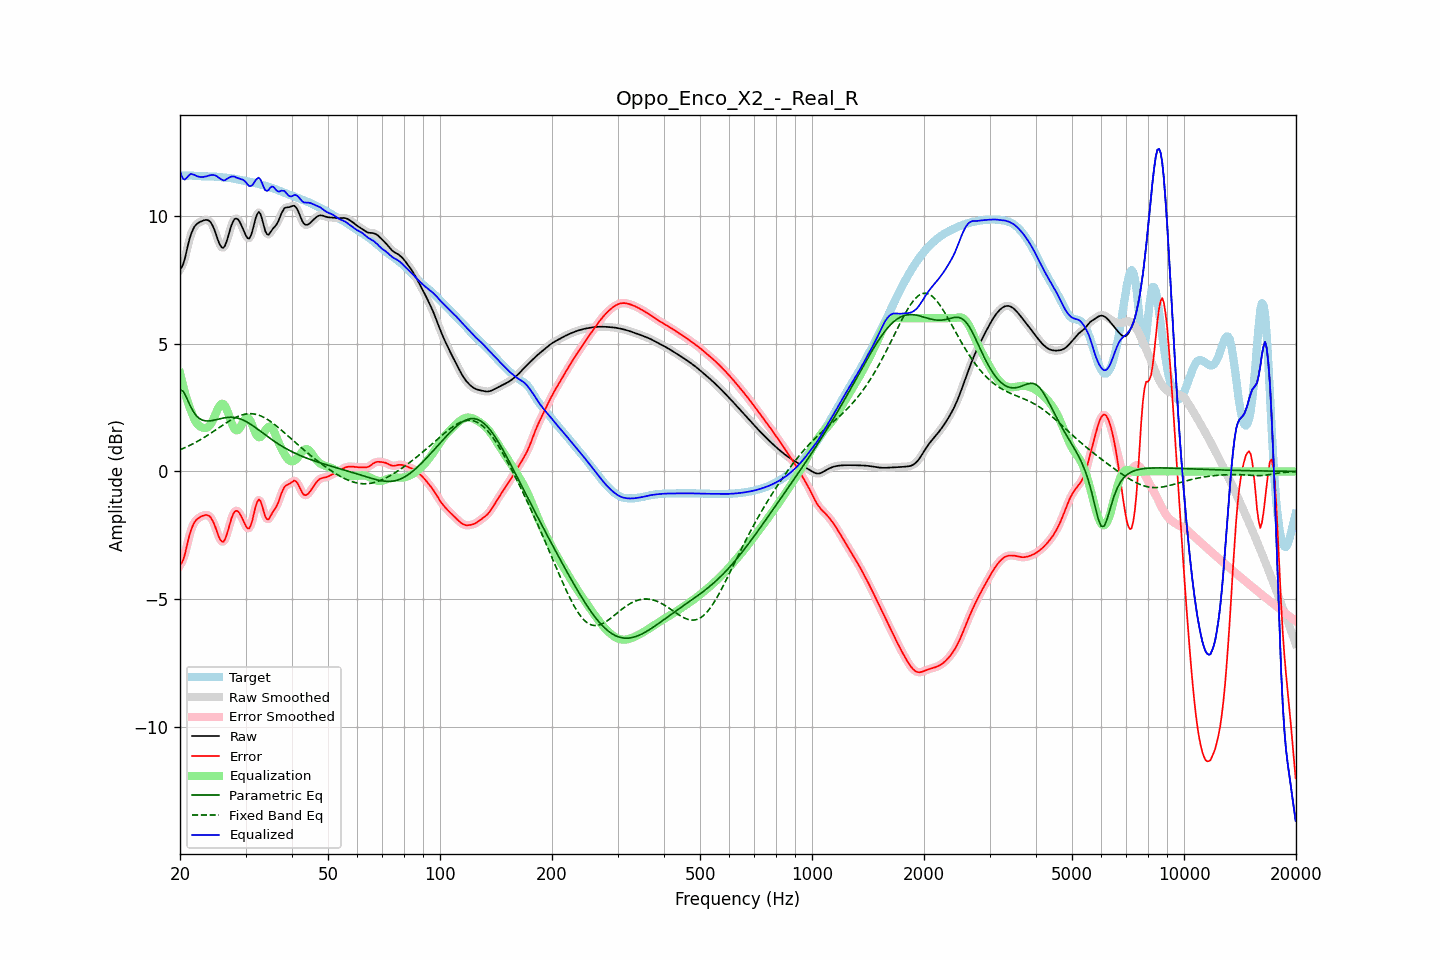 Oppo_Enco_X2_-_Real_R
Amplitude (dBr)
10
5
0
−5
−10
Target
Raw Smoothed
Error Smoothed
Raw
Error
Equalization
Parametric Eq
Fixed Band Eq
Equalized
20 50 100 200 500 1000 2000 5000 10000 20000
Frequency (Hz)